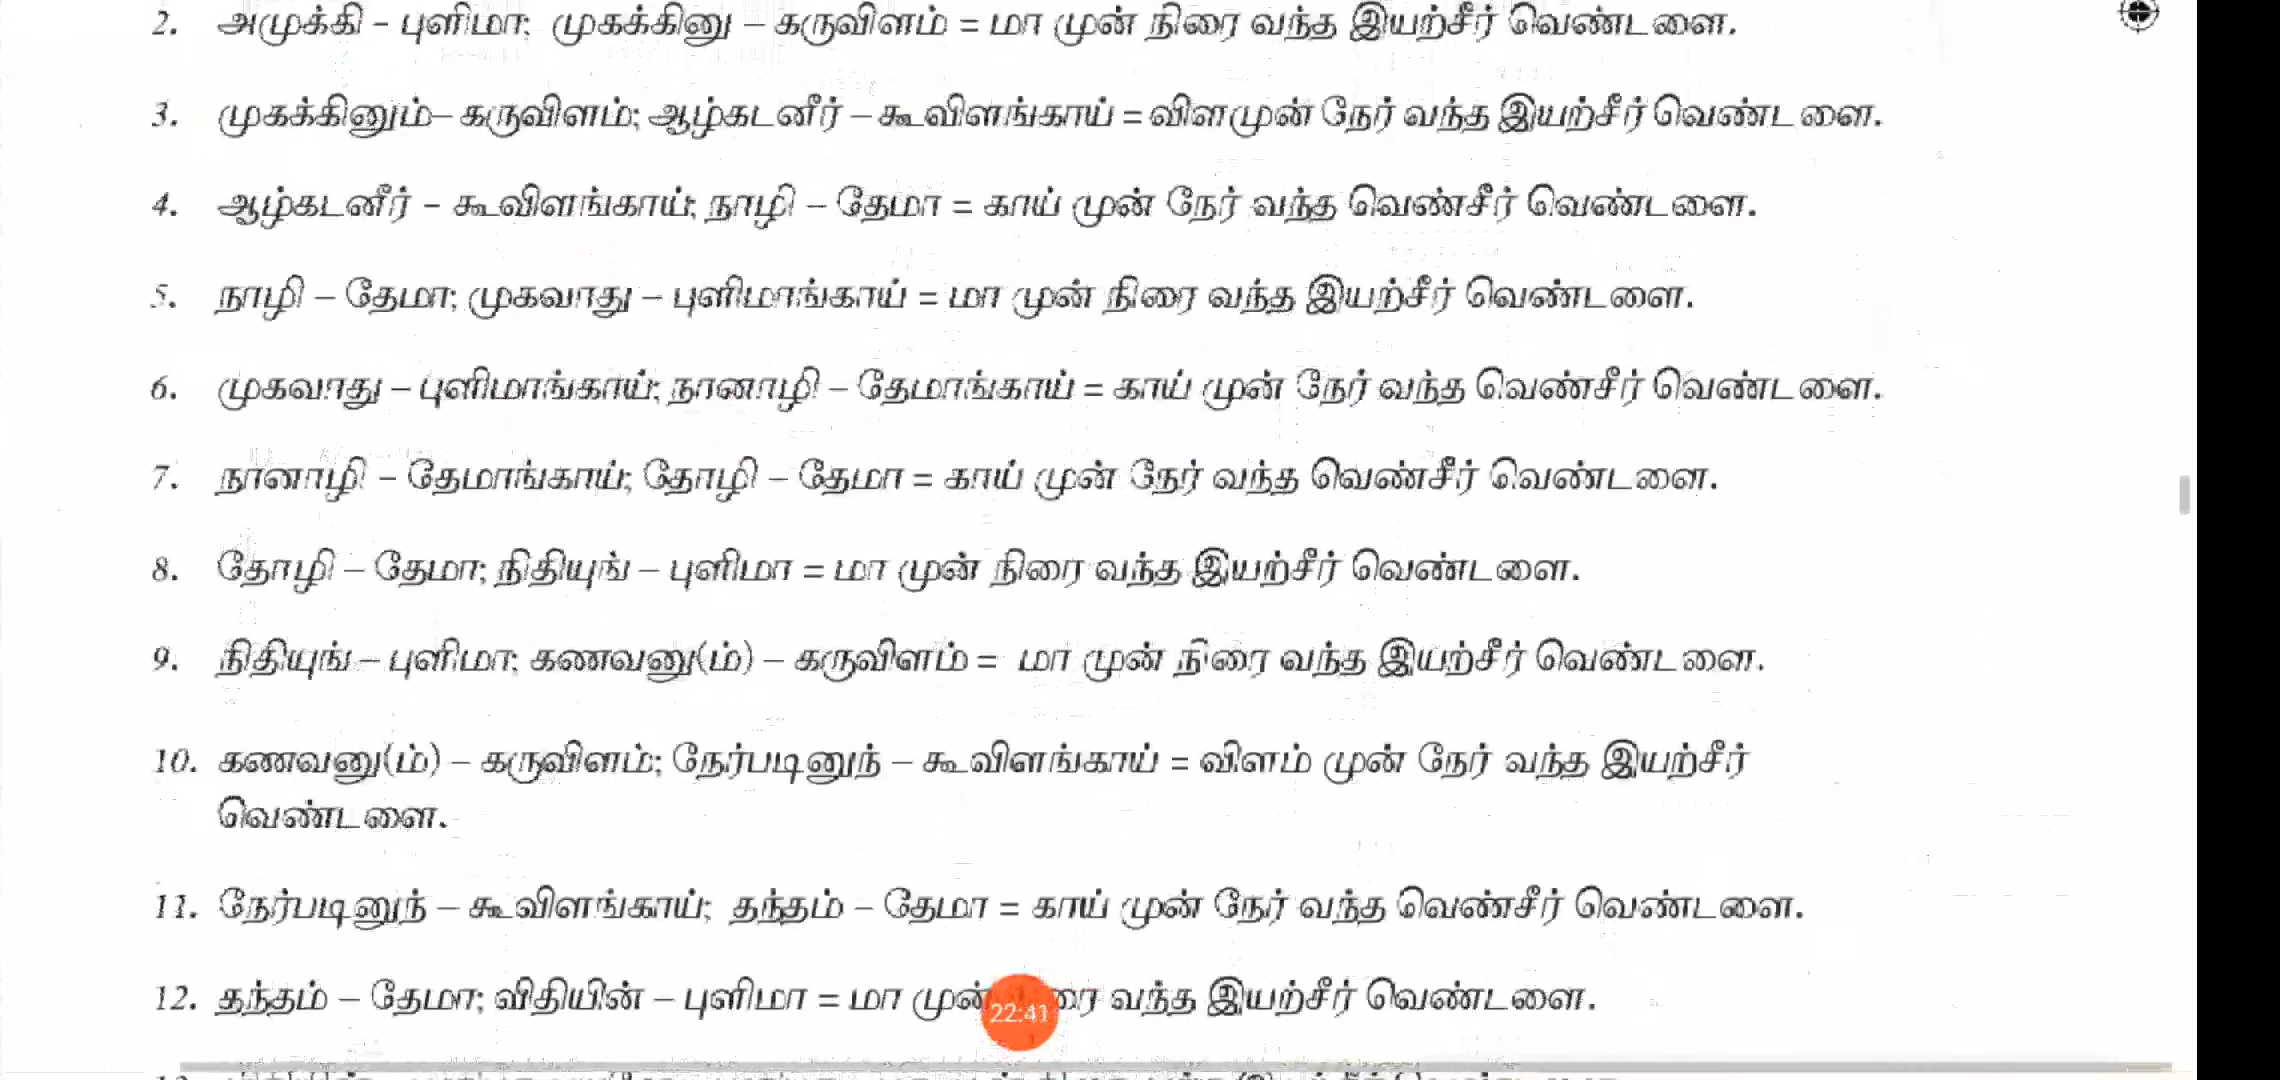 2. அமுக்கி – புளிமா; முகக்கினு – கருவிளம் = மா முன் நிரை வந்த இயற்சீர் வெண்டளை.
3. முகக்கினும்– கருவிளம்; ஆழ்கடனீர் – கூவிளங்காய் = விளமுன் நேர் வந்த இயற்சீர் வெண்டளை.
4. ஆழ்கடனீர் – கூவிளங்காய்; நாழி – தேமா = காய் முன் நேர் வந்த வெண்சீர் வெண்டளை.
5. நாழி – தேமா; முகவாது – புளிமாங்காய் = மா முன் நிரை வந்த இயற்சீர் வெண்டளை.
6. முகவாது – புளிமாங்காய்; நானாழி – தேமாங்காய் = காய் முன் நேர் வந்த வெண்சீர் வெண்டளை.
7. நானாழி – தேமாங்காய்; தோழி – தேமா = காய் முன் நேர் வந்த வெண்சீர் வெண்டளை.
8. தோழி – தேமா; நிதியுங் – புளிமா = மா முன் நிரை வந்த இயற்சீர் வெண்டளை.
9. நிதியுங் – புளிமா; கணவனு(ம்) – கருவிளம் = மா முன் நிரை வந்த இயற்சீர் வெண்டளை.
10. கணவனு(ம்) – கருவிளம்; நேர்படினுந் – கூவிளங்காய் = விளம் முன் நேர் வந்த இயற்சீர்
வெண்டளை.
11. நேர்படினுந் – கூவிளங்காய்; தந்தம் – தேமா = காய் முன் நேர் வந்த வெண்சீர் வெண்டளை.
12. தந்தம் – தேமா; விதியின் – புளிமா = மா முன் வந்த இயற்சீர் வெண்டளை.
22:41